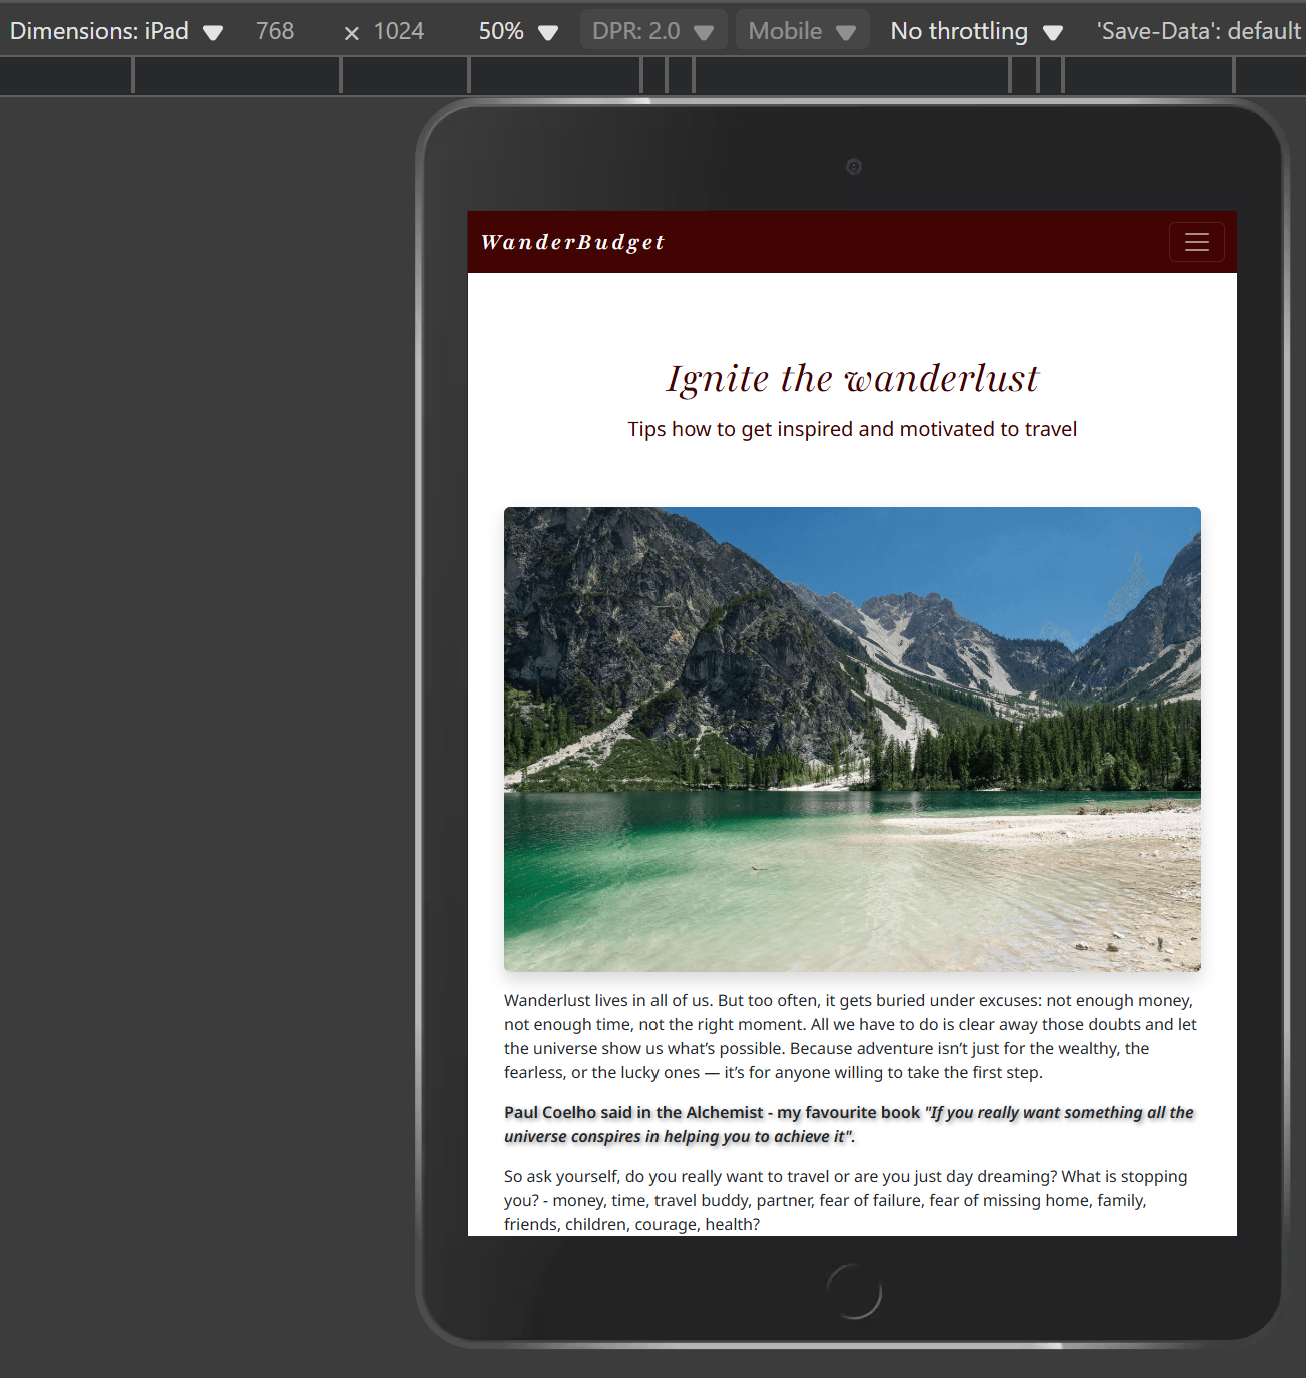 Dimensions: iPad 768 × 1024 50% DPR: 2.0 Mobile No throttling 'Save-Data': default
WanderBudget
Ignite the wanderlust
Tips how to get inspired and motivated to travel
Wanderlust lives in all of us. But too often, it gets buried under excuses: not enough money,
not enough time, not the right moment. All we have to do is clear away those doubts and let
the universe show us what’s possible. Because adventure isn’t just for the wealthy, the
fearless, or the lucky ones — it’s for anyone willing to take the first step.
Paul Coelho said in the Alchemist - my favourite book "If you really want something all the
universe conspires in helping you to achieve it".
So ask yourself, do you really want to travel or are you just day dreaming? What is stopping
you? - money, time, travel buddy, partner, fear of failure, fear of missing home, family,
friends, children, courage, health?